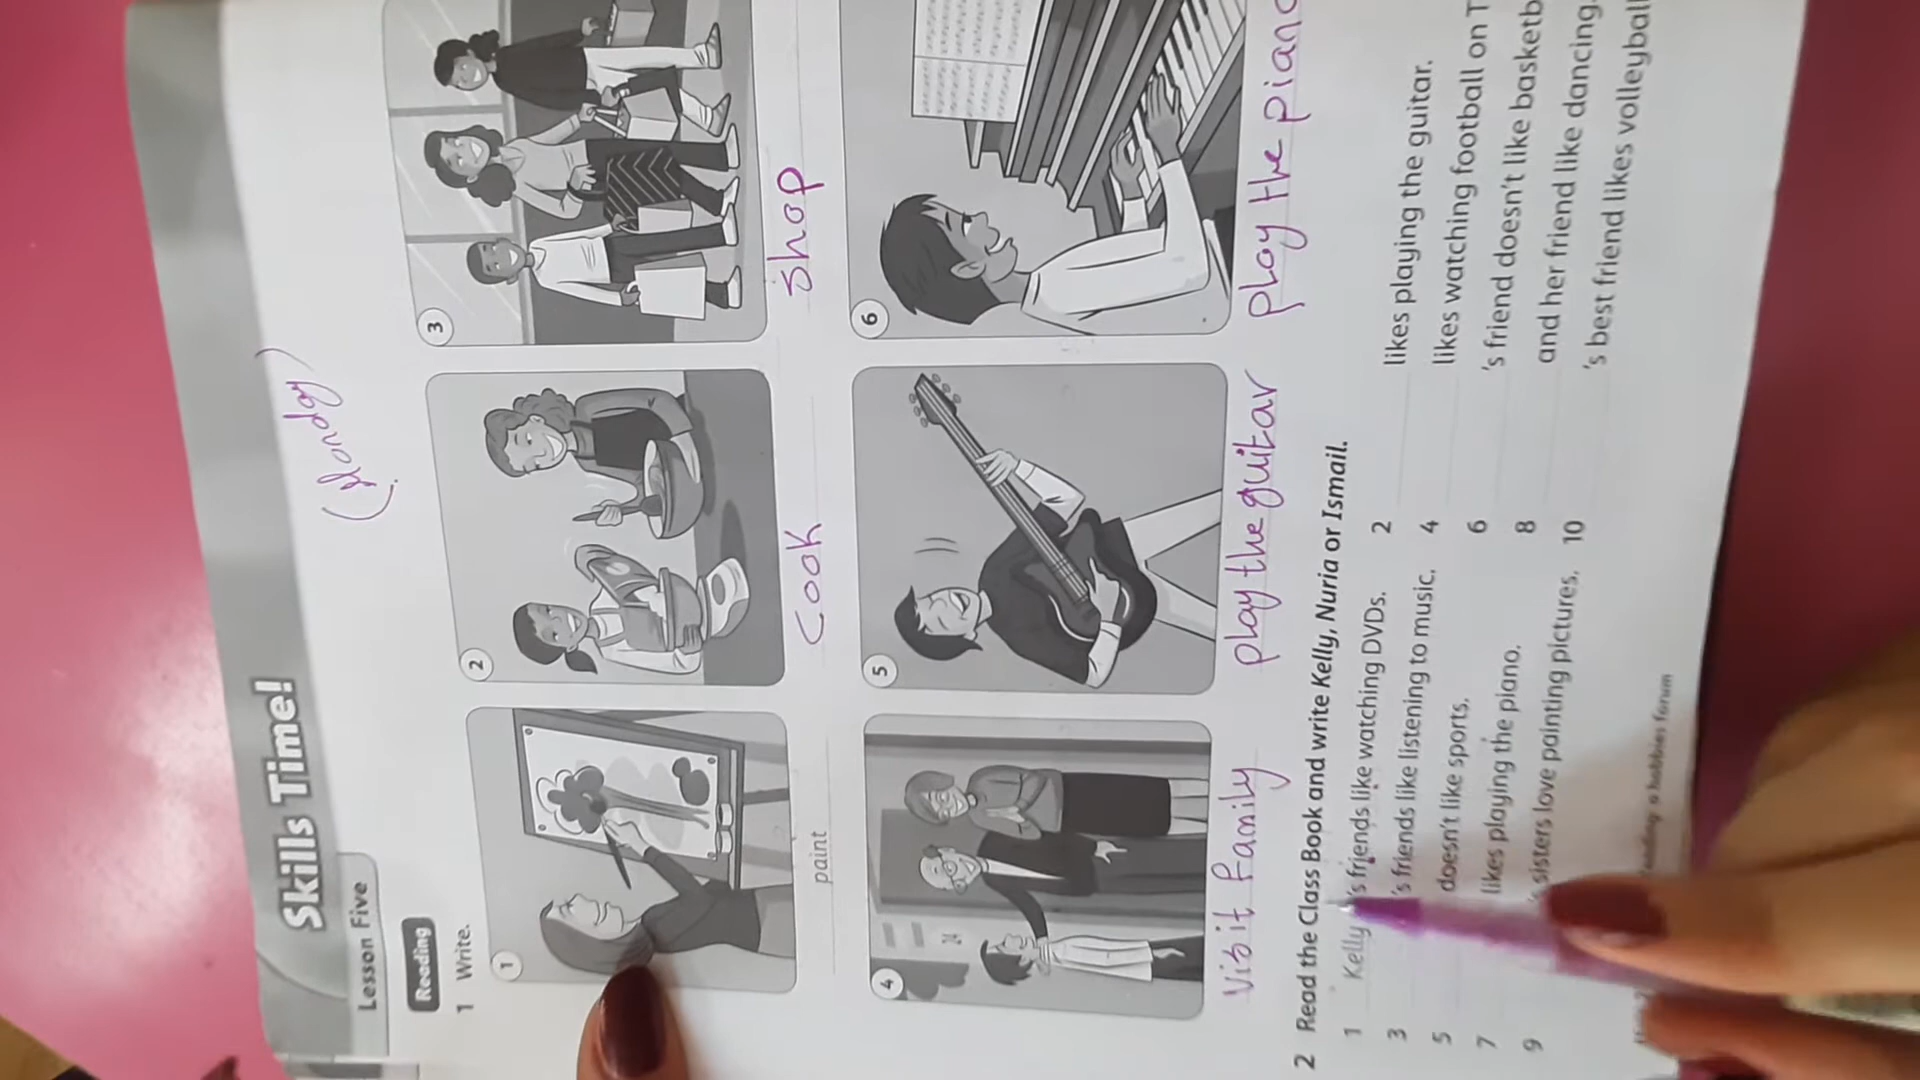 Skills Time!
Lesson Five
(Monday)
Reading
1 Write.
1
2
3
paint
Cook
shop
4
5
6
Visit family
play the guitar
play the piano
2 Read the Class Book and write Kelly, Nuria or Ismail.
1 Kelly 's friends like watching DVDs.
2 likes playing the guitar.
3 's friends like listening to music.
4 likes watching football on T
5 doesn't like sports.
6 's friend doesn't like basketb
7 likes playing the piano.
8 and her friend like dancing.
9 's sisters love painting pictures.
10 's best friend likes volleyball
reading a hobbies forum